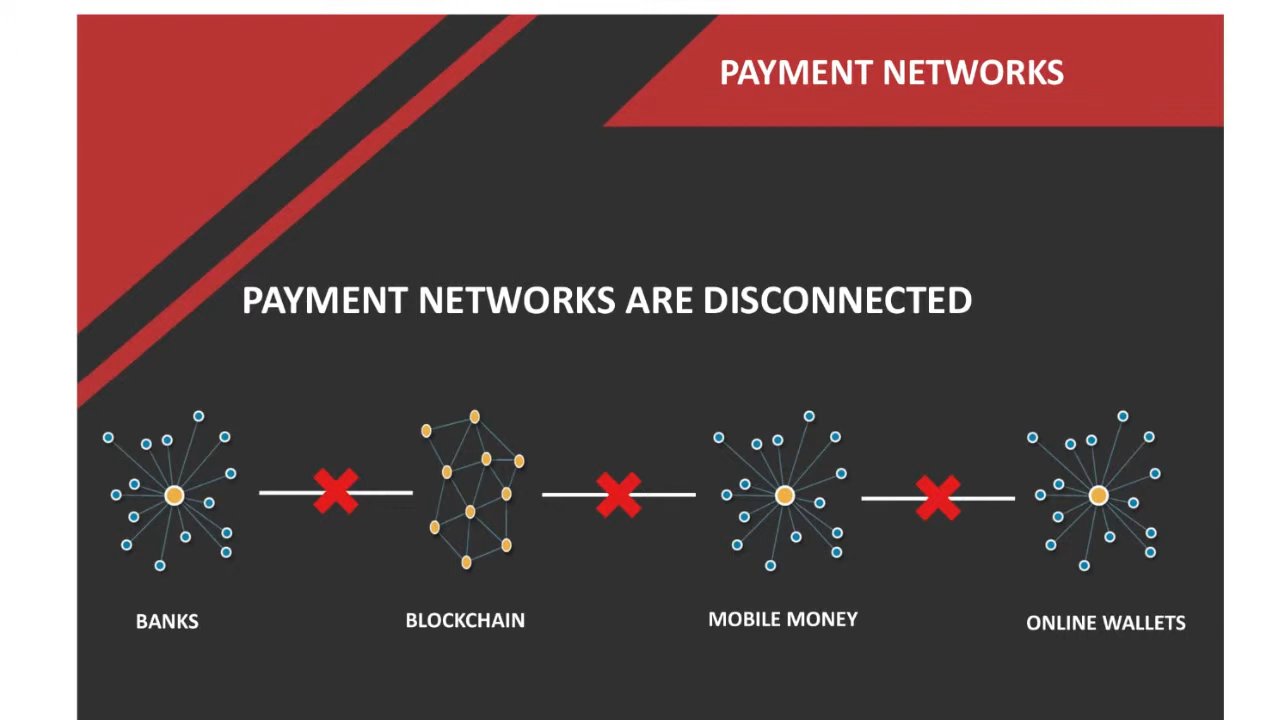 PAYMENT NETWORKS
PAYMENT NETWORKS ARE DISCONNECTED
BANKS
BLOCKCHAIN
MOBILE MONEY
ONLINE WALLETS